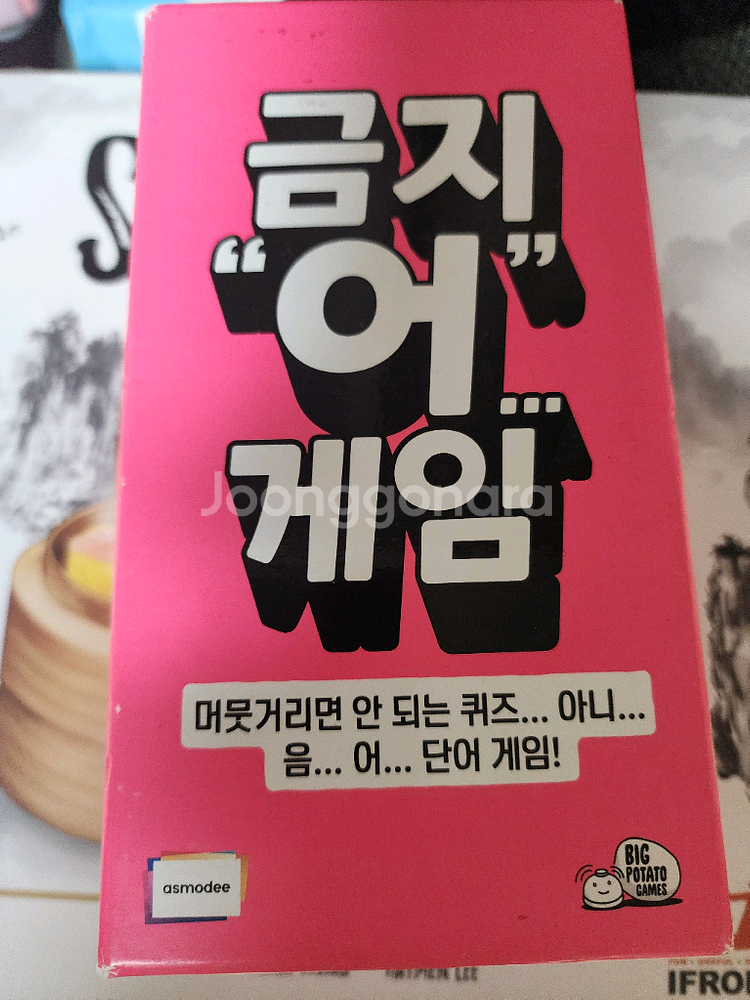 금지
"어"
게임...
Joonggonara
머뭇거리면 안 되는 퀴즈... 아니...
음... 어... 단어 게임!
asmodee
BIG
POTATO
GAMES
LEE